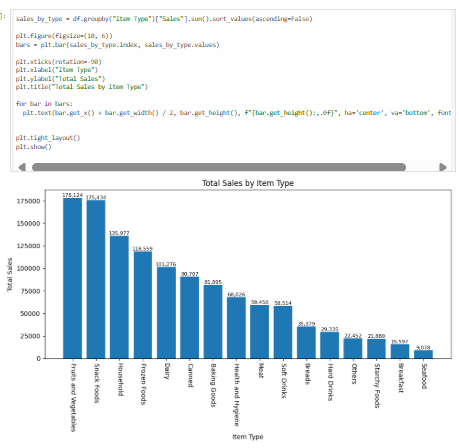 ]:
sales_by_type = df.groupby("Item Type")["Sales"].sum().sort_values(ascending=False)
plt.figure(figsize=(10, 6))
bars = plt.bar(sales_by_type.index, sales_by_type.values)
plt.xticks(rotation=-90)
plt.xlabel("Item Type")
plt.ylabel("Total Sales")
plt.title("Total Sales by Item Type")
for bar in bars:
plt.text(bar.get_x() + bar.get_width() / 2, bar.get_height(), f"{bar.get_height():,.0f}", ha='center', va='bottom', font
plt.tight_layout()
plt.show()
Total Sales by Item Type
Total Sales
175000
150000
125000
100000
75000
50000
25000
0
178,124
175,434
135,977
118,559
101,276
90,707
81,895
68,026
59,450
58,514
35,379
29,335
22,452
21,880
15,597
9,078
Fruits and Vegetables
Snack Foods
Household
Frozen Foods
Dairy
Canned
Baking Goods
Health and Hygiene
Meat
Soft Drinks
Breads
Hard Drinks
Others
Starchy Foods
Breakfast
Seafood
Item Type